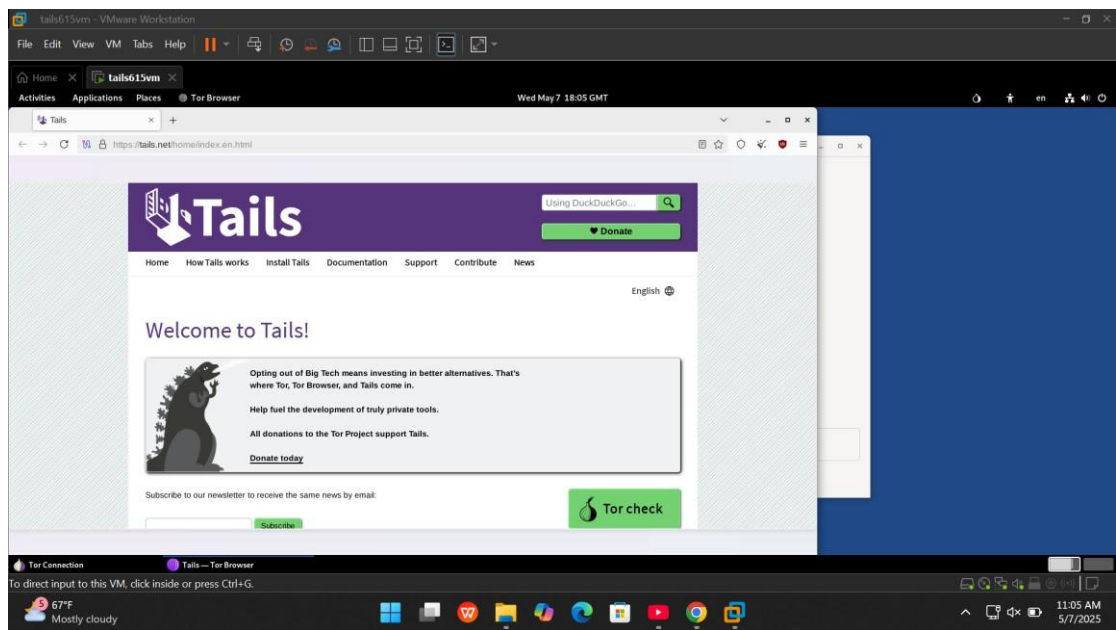 tails615vm - VMware Workstation
File Edit View VM Tabs Help
Home tails615vm
Activities Applications Places Tor Browser Wed May 7 18:05 GMT en
Tails
https://tails.net/home/index.en.html
Tails
Using DuckDuckGo...
Donate
Home How Tails works Install Tails Documentation Support Contribute News
English
Welcome to Tails!
Opting out of Big Tech means investing in better alternatives. That's
where Tor, Tor Browser, and Tails come in.
Help fuel the development of truly private tools.
All donations to the Tor Project support Tails.
Donate today
Subscribe to our newsletter to receive the same news by email:
Subscribe
Tor check
Tor Connection Tails — Tor Browser
To direct input to this VM, click inside or press Ctrl+G.
5 67°F
Mostly cloudy
11:05 AM
5/7/2025